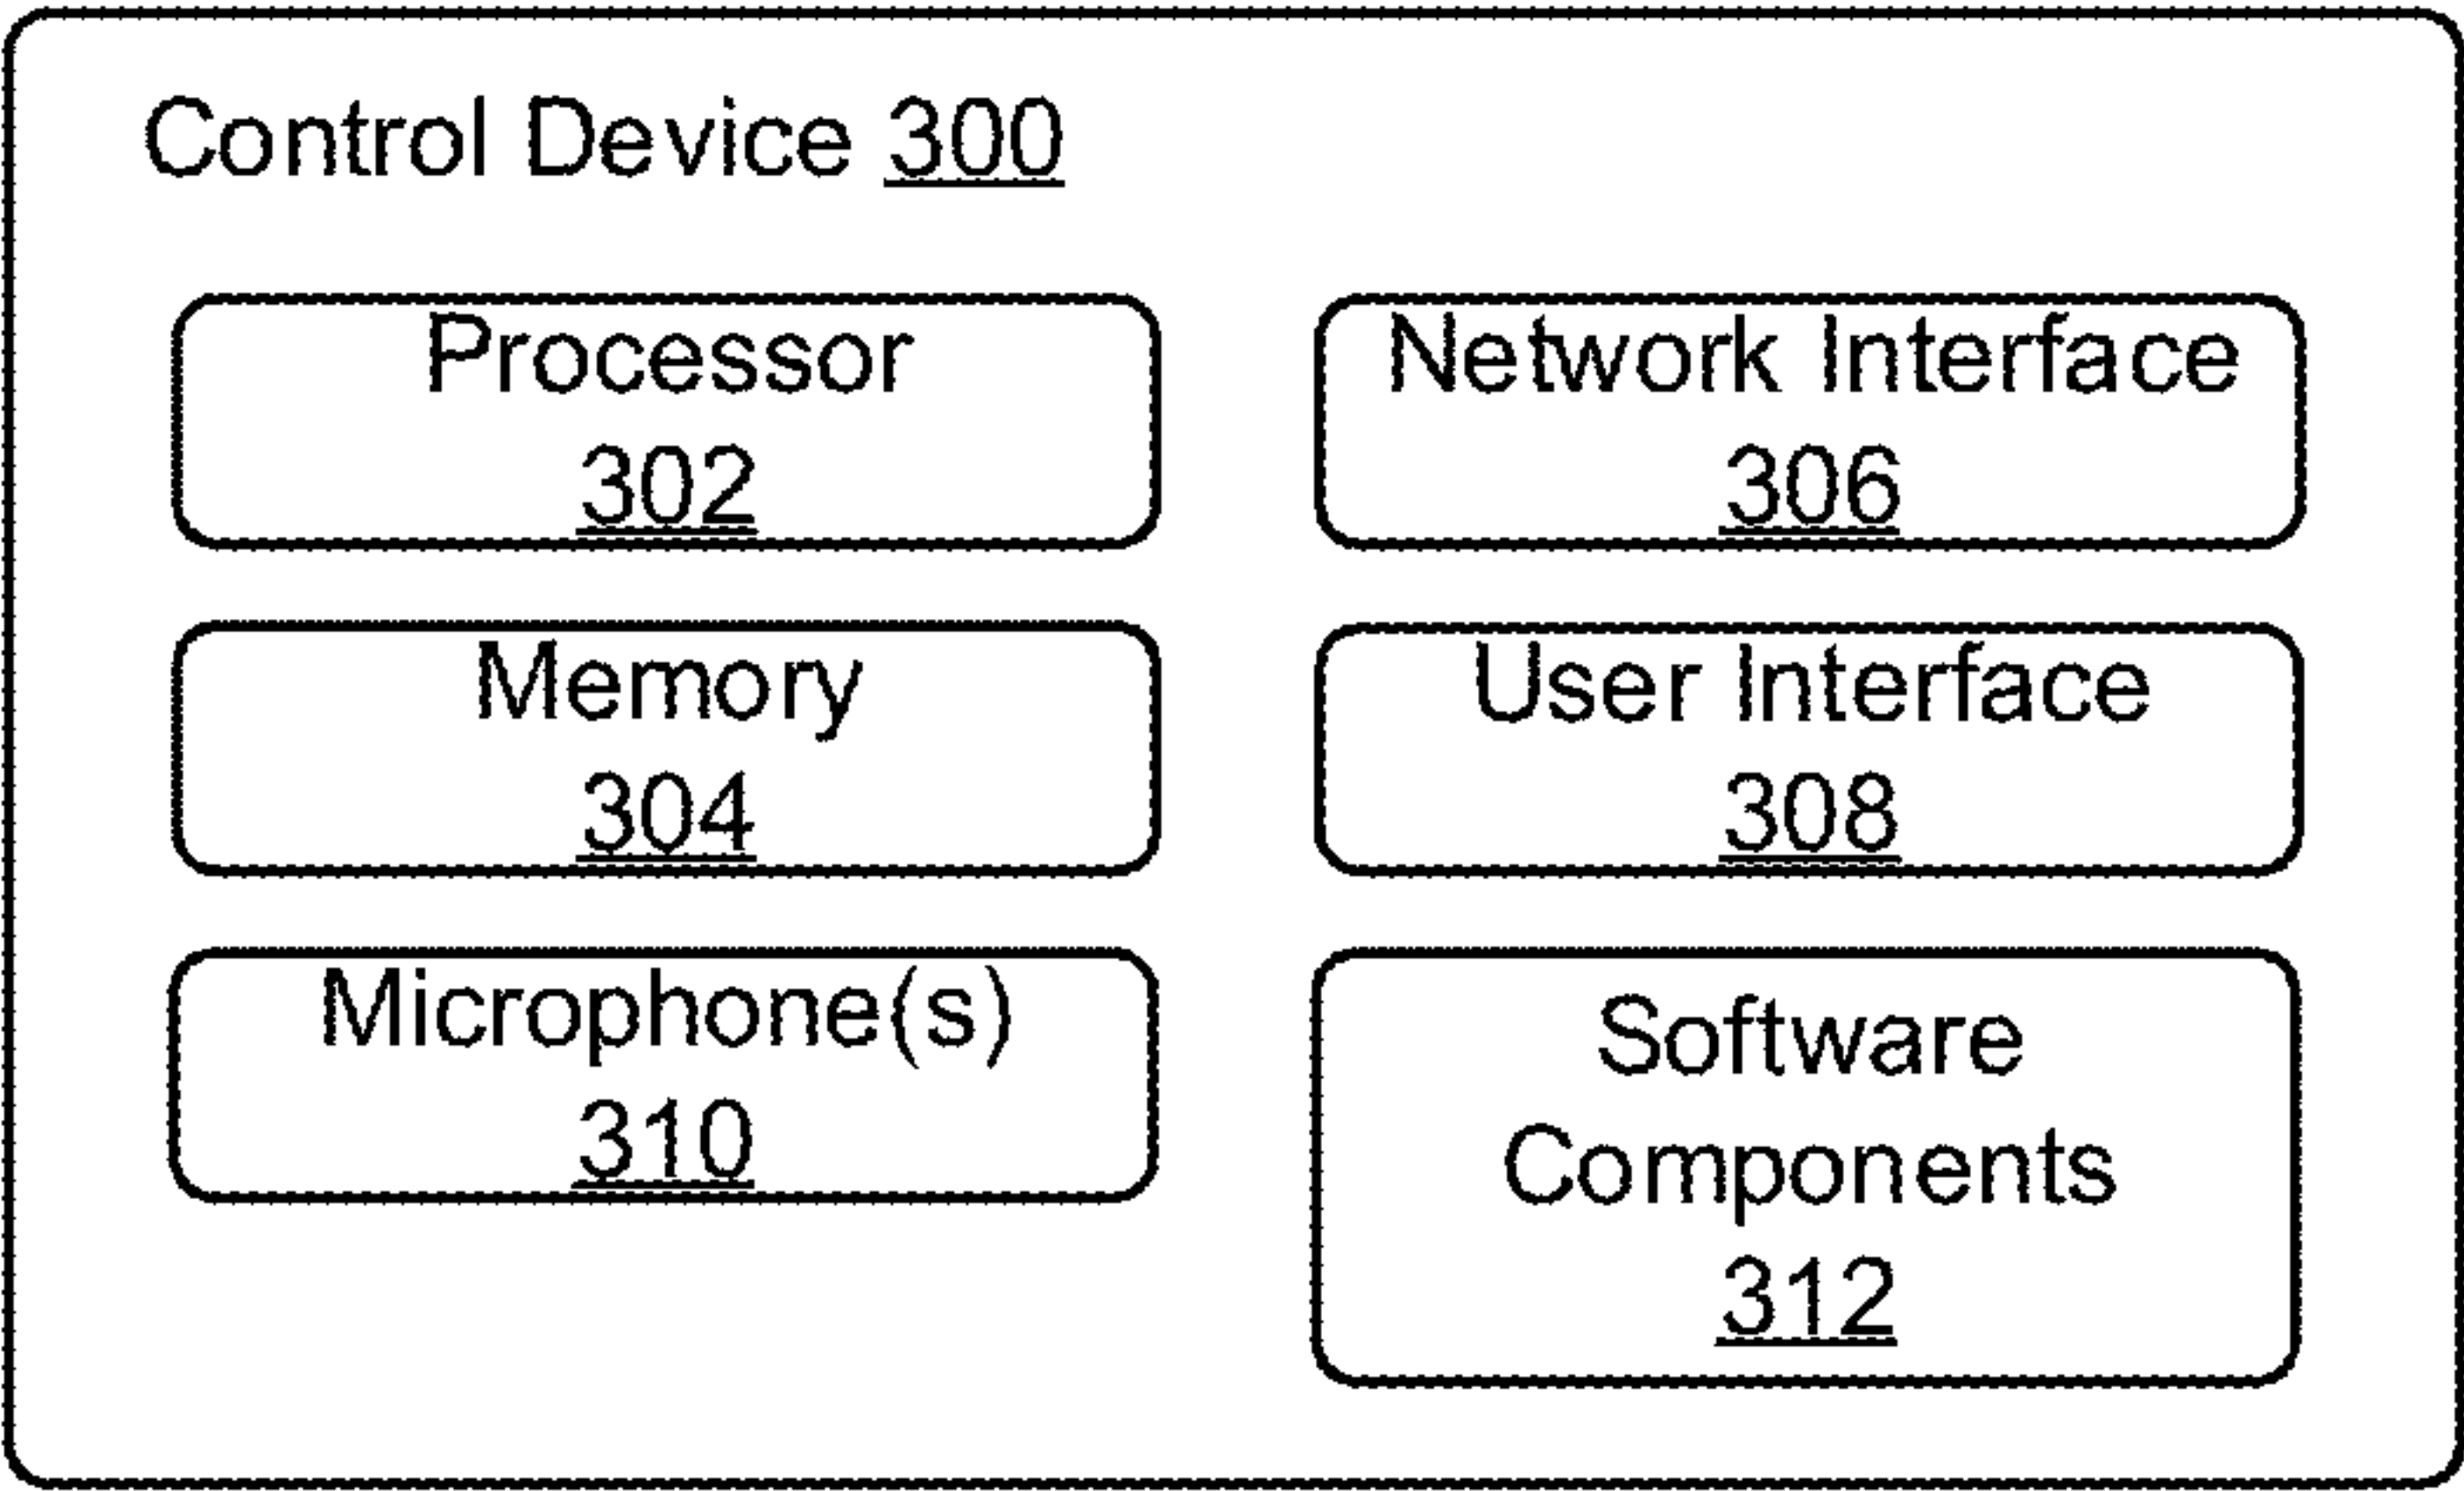 Control Device 300
Processor
302
Network Interface
306
Memory
304
User Interface
308
Microphone(s)
310
Software
Components
312